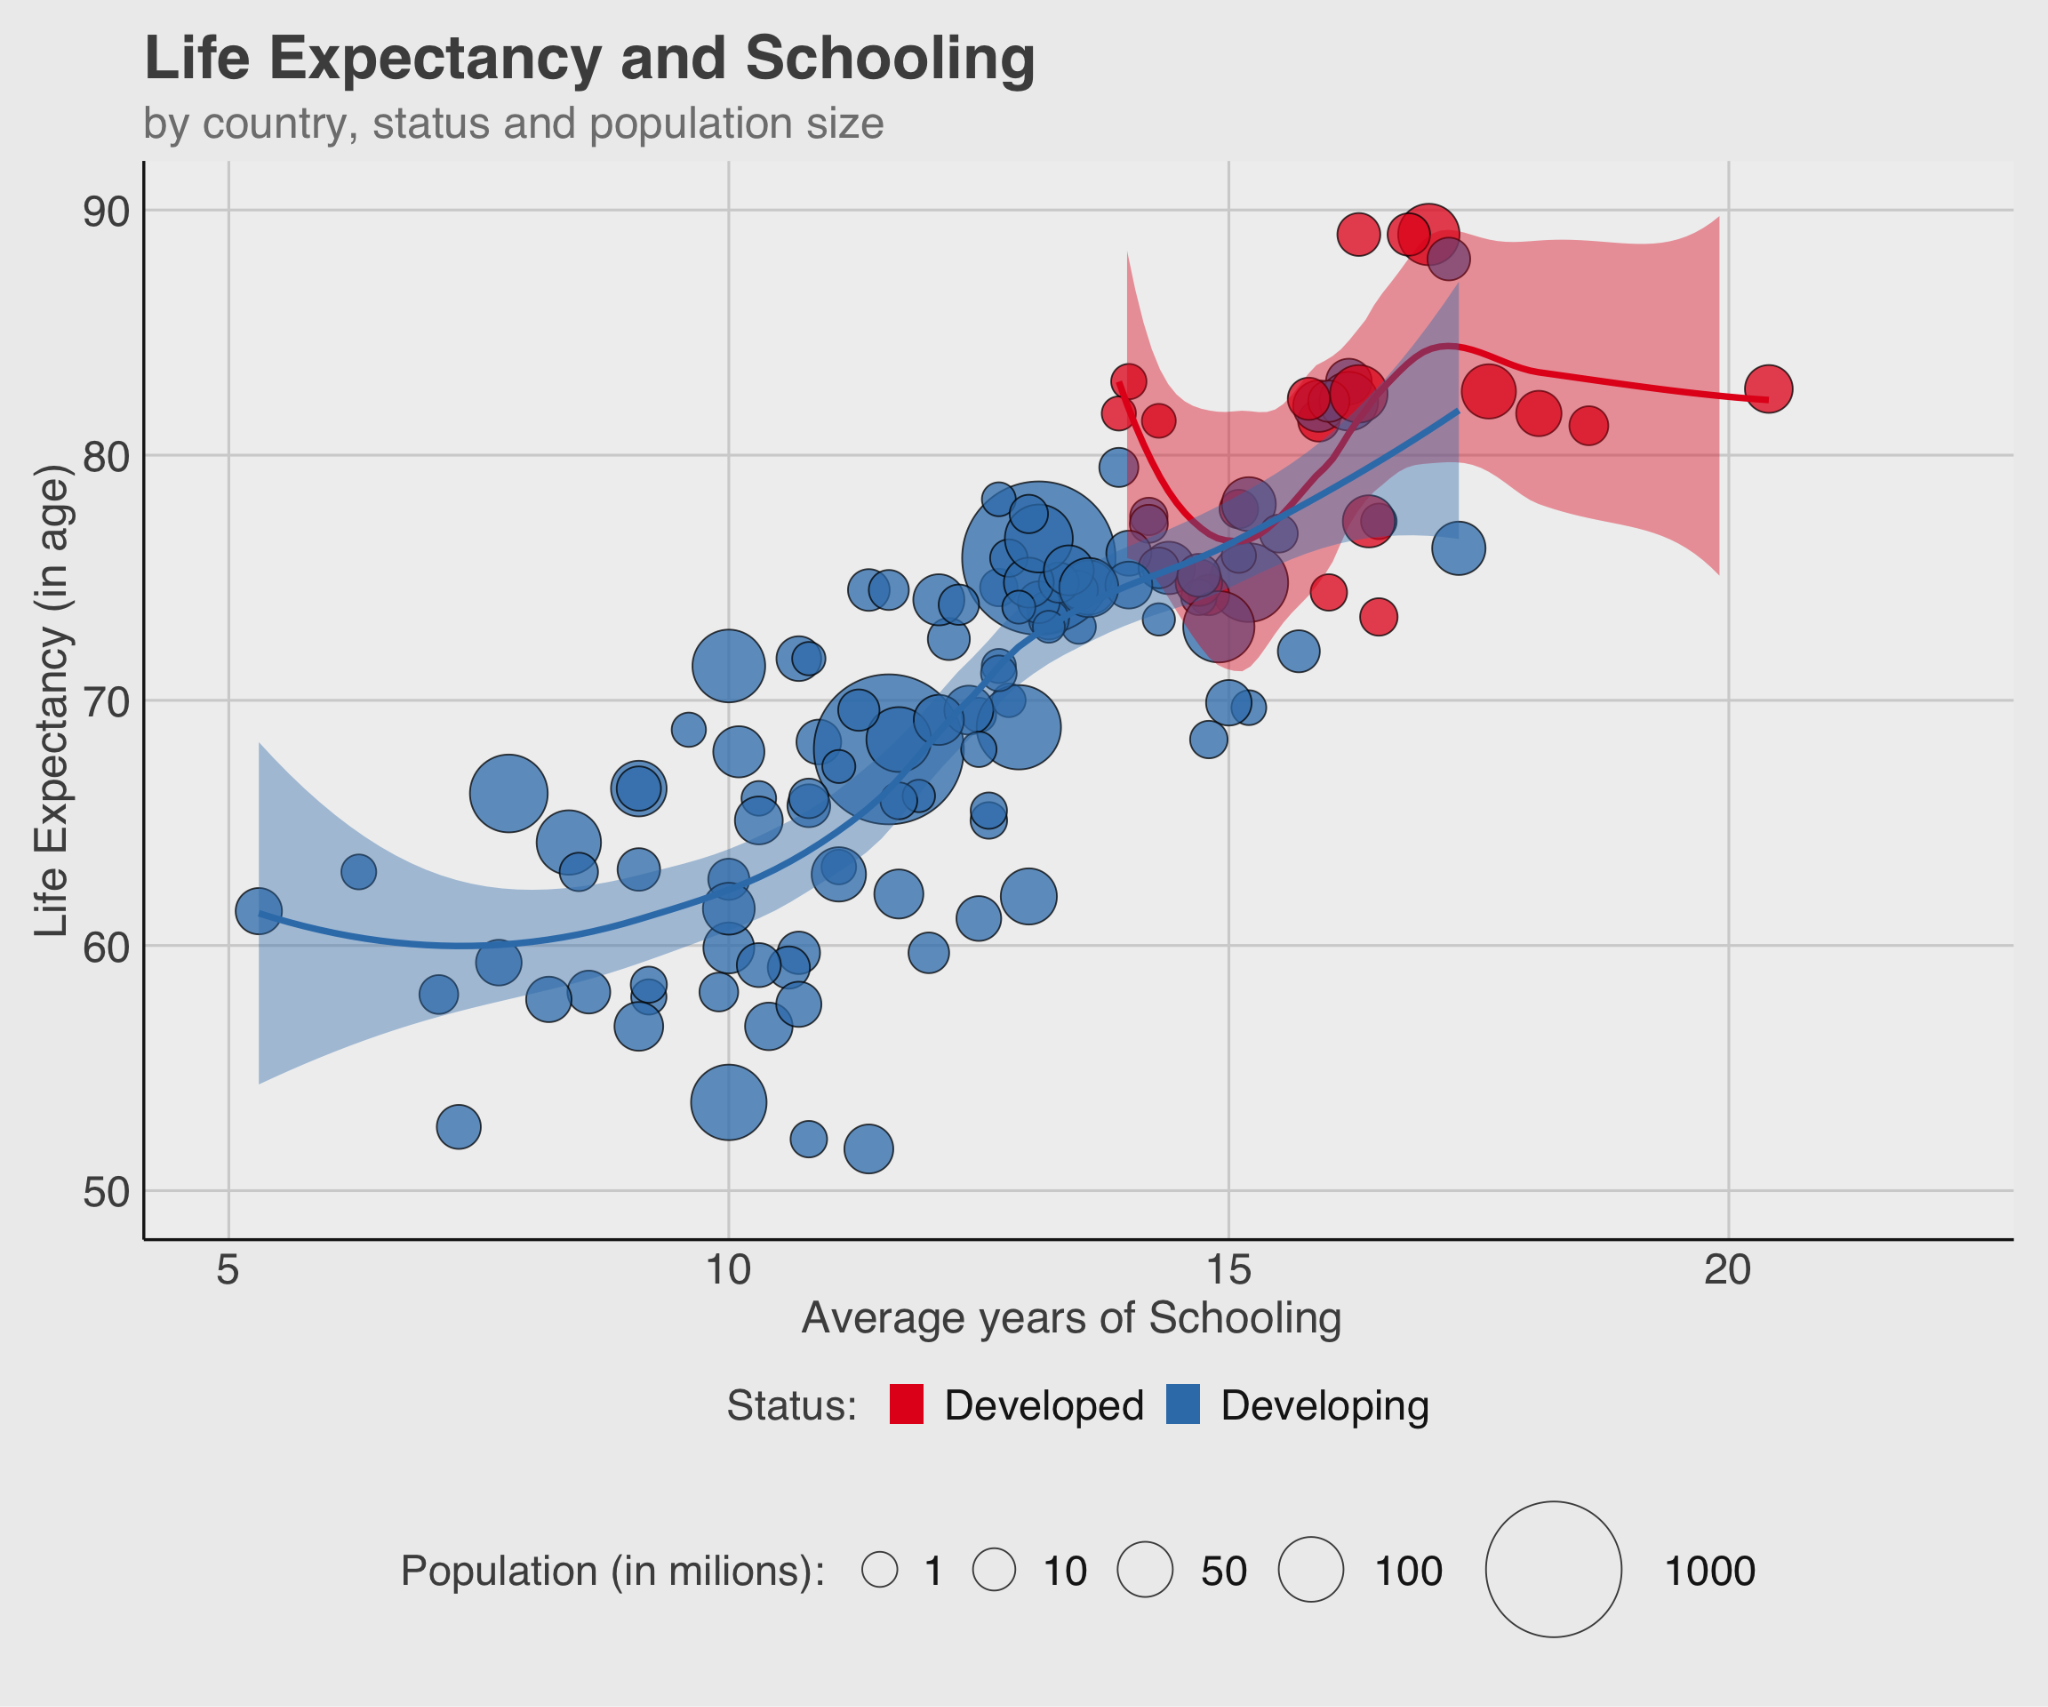 Life Expectancy and Schooling
by country, status and population size
Life Expectancy (in age)
90
80
70
60
50
5 10 15 20
Average years of Schooling
Status: Developed Developing
Population (in milions): 1 10 50 100 1000